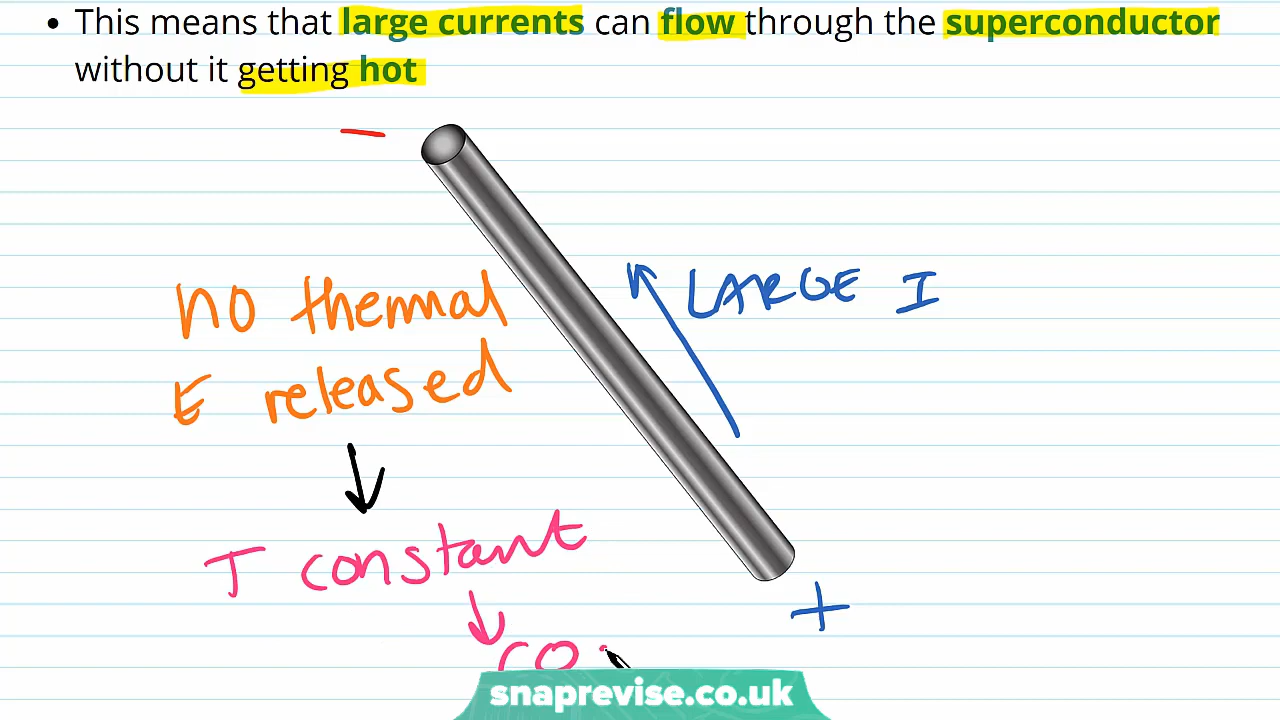 • This means that large currents can flow through the superconductor
without it getting hot
−
LARGE I
no thermal
E released
T constant
+
co
snaprevise.co.uk